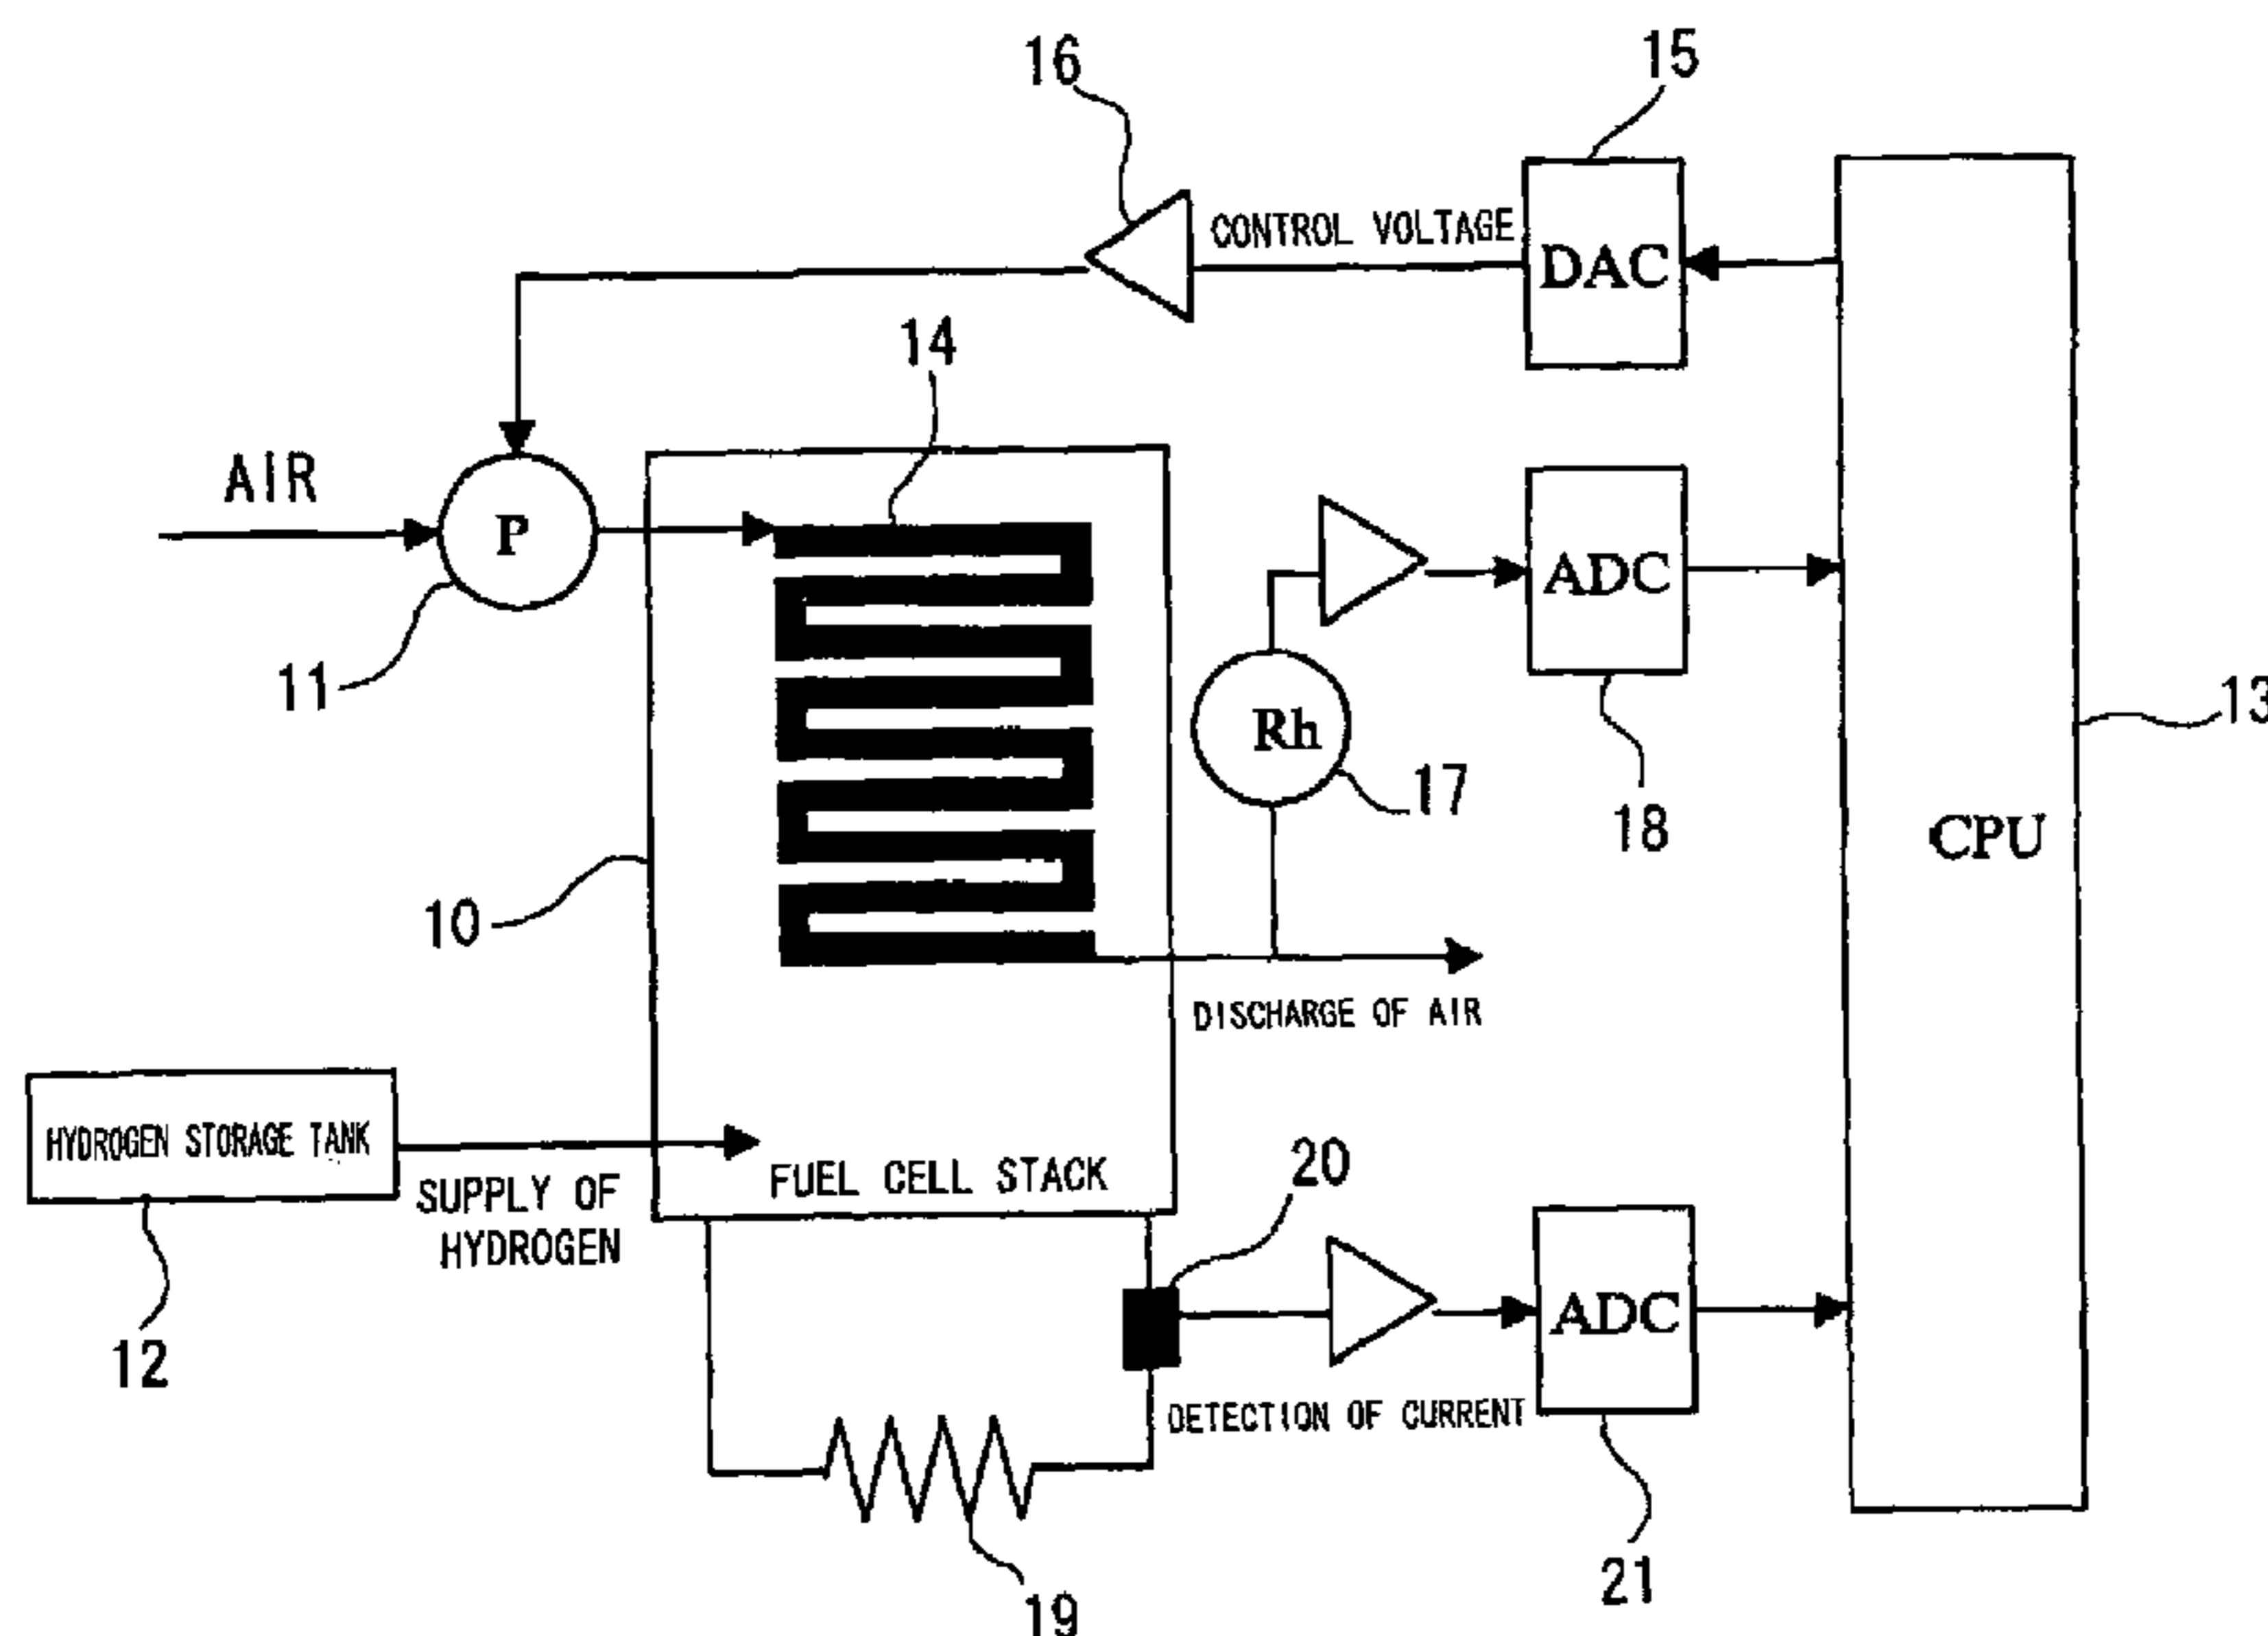 16
15
CONTROL VOLTAGE
DAC
14
AIR
P
ADC
11
Rh
13
17
18
CPU
10
DISCHARGE OF AIR
HYDROGEN STORAGE TANK
SUPPLY OF
HYDROGEN
FUEL CELL STACK
20
ADC
12
DETECTION OF CURRENT
21
19